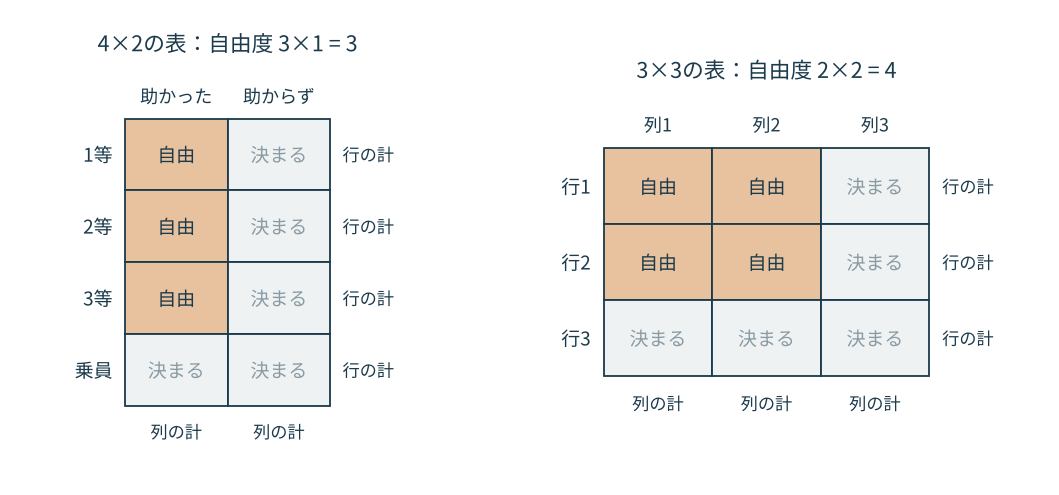 4×2の表：自由度 3×1 = 3
助かった 助からず
1等 自由 決まる 行の計
2等 自由 決まる 行の計
3等 自由 決まる 行の計
乗員 決まる 決まる 行の計
列の計 列の計
3×3の表：自由度 2×2 = 4
列1 列2 列3
行1 自由 自由 決まる 行の計
行2 自由 自由 決まる 行の計
行3 決まる 決まる 決まる 行の計
列の計 列の計 列の計